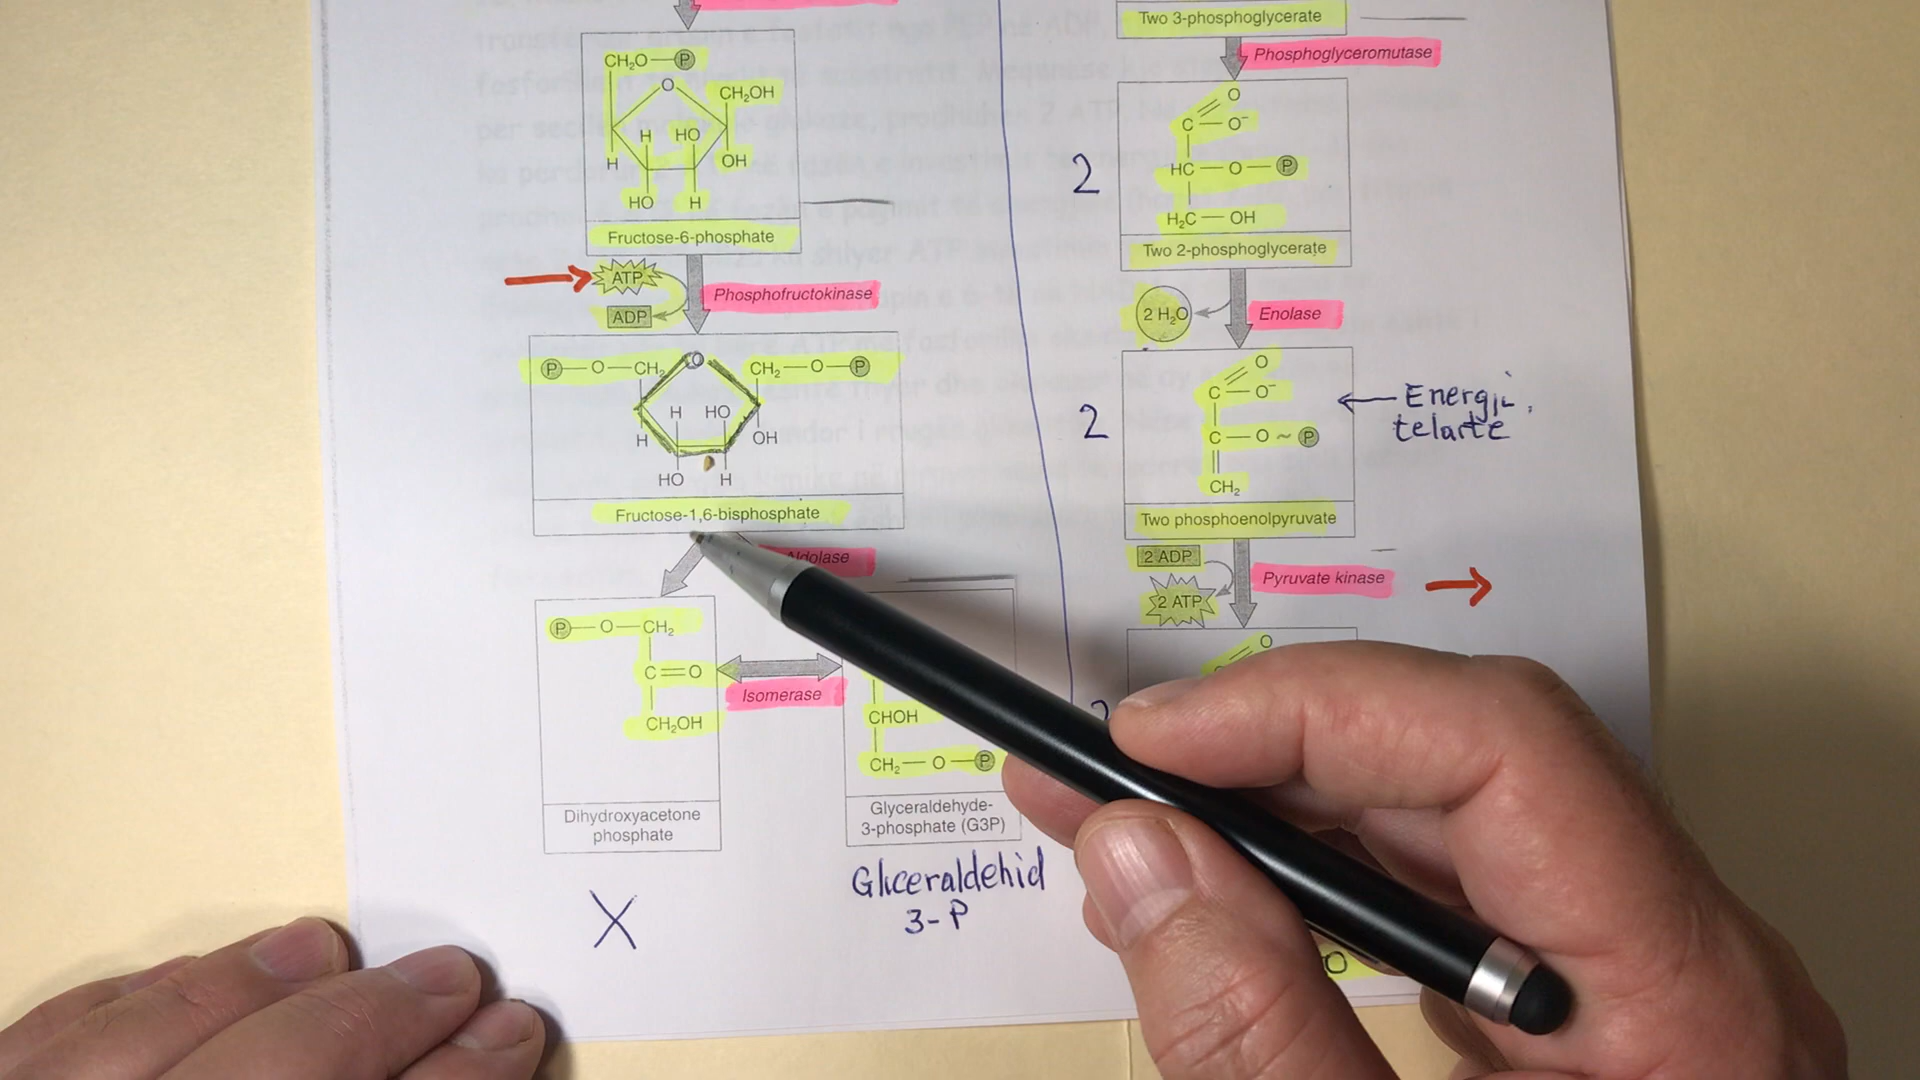 CH₂O—P
O
CH₂OH
H HO
H OH
HO H
Fructose-6-phosphate
ATP
Phosphofructokinase
ADP
P—O—CH₂ O CH₂—O—P
H HO
H OH
HO H
Fructose-1,6-bisphosphate
Aldolase
P—O—CH₂
C=O
CH₂OH
Isomerase
CHOH
CH₂—O—P
Dihydroxyacetone
phosphate
Glyceraldehyde-
3-phosphate (G3P)
X
Gliceraldehid
3-P
Two 3-phosphoglycerate
Phosphoglyceromutase
O
C—O⁻
2
HC—O—P
H₂C—OH
Two 2-phosphoglycerate
2 H₂O
Enolase
O
C—O⁻
2
C—O~P
CH₂
Energji
telartë
Two phosphoenolpyruvate
2 ADP
Pyruvate kinase
2 ATP
O
O